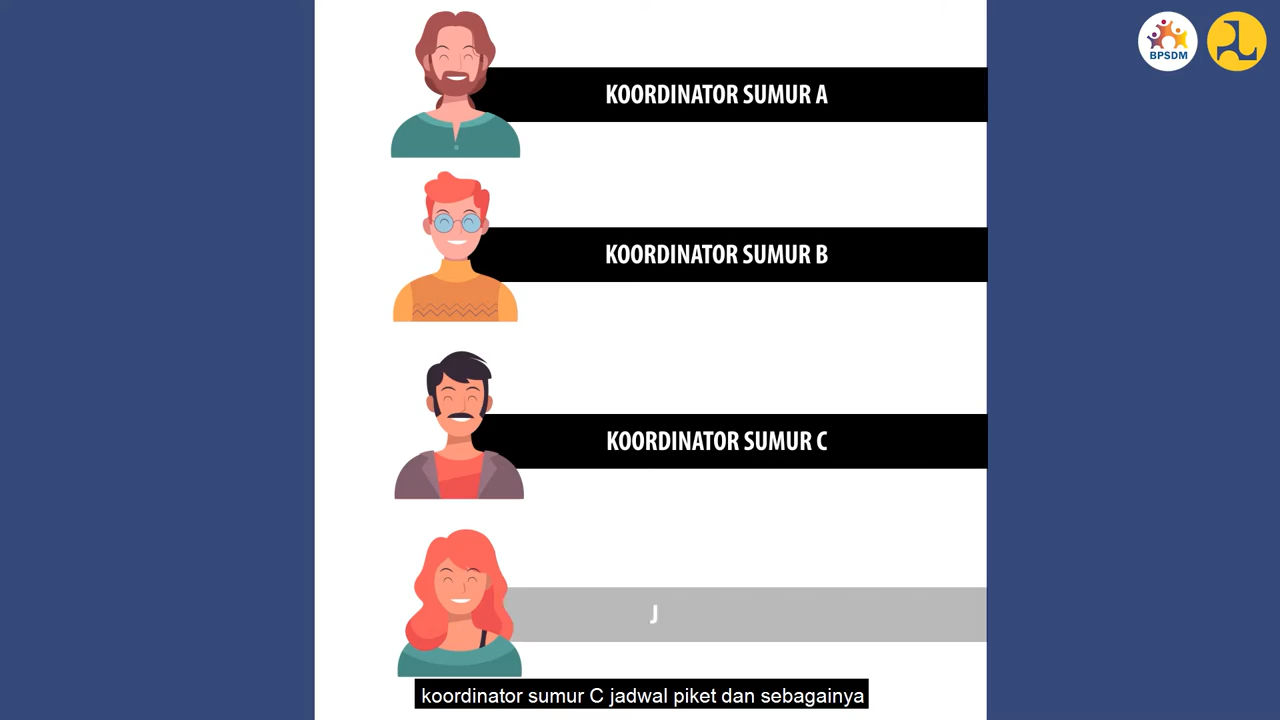 BPSDM
KOORDINATOR SUMUR A
KOORDINATOR SUMUR B
KOORDINATOR SUMUR C
J
koordinator sumur C jadwal piket dan sebagainya